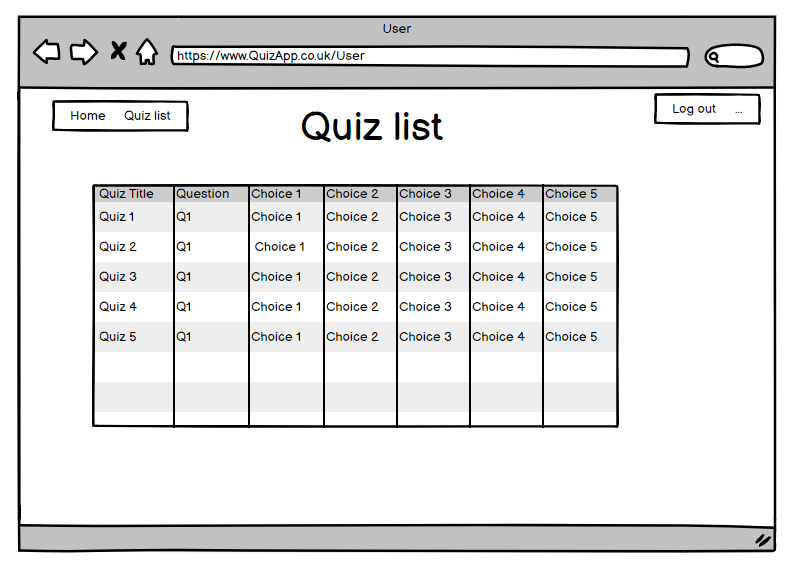 User
https://www.QuizApp.co.uk/User
Home Quiz list
Log out ...
Quiz list
Quiz Title Question Choice 1 Choice 2 Choice 3 Choice 4 Choice 5
Quiz 1 Q1 Choice 1 Choice 2 Choice 3 Choice 4 Choice 5
Quiz 2 Q1 Choice 1 Choice 2 Choice 3 Choice 4 Choice 5
Quiz 3 Q1 Choice 1 Choice 2 Choice 3 Choice 4 Choice 5
Quiz 4 Q1 Choice 1 Choice 2 Choice 3 Choice 4 Choice 5
Quiz 5 Q1 Choice 1 Choice 2 Choice 3 Choice 4 Choice 5